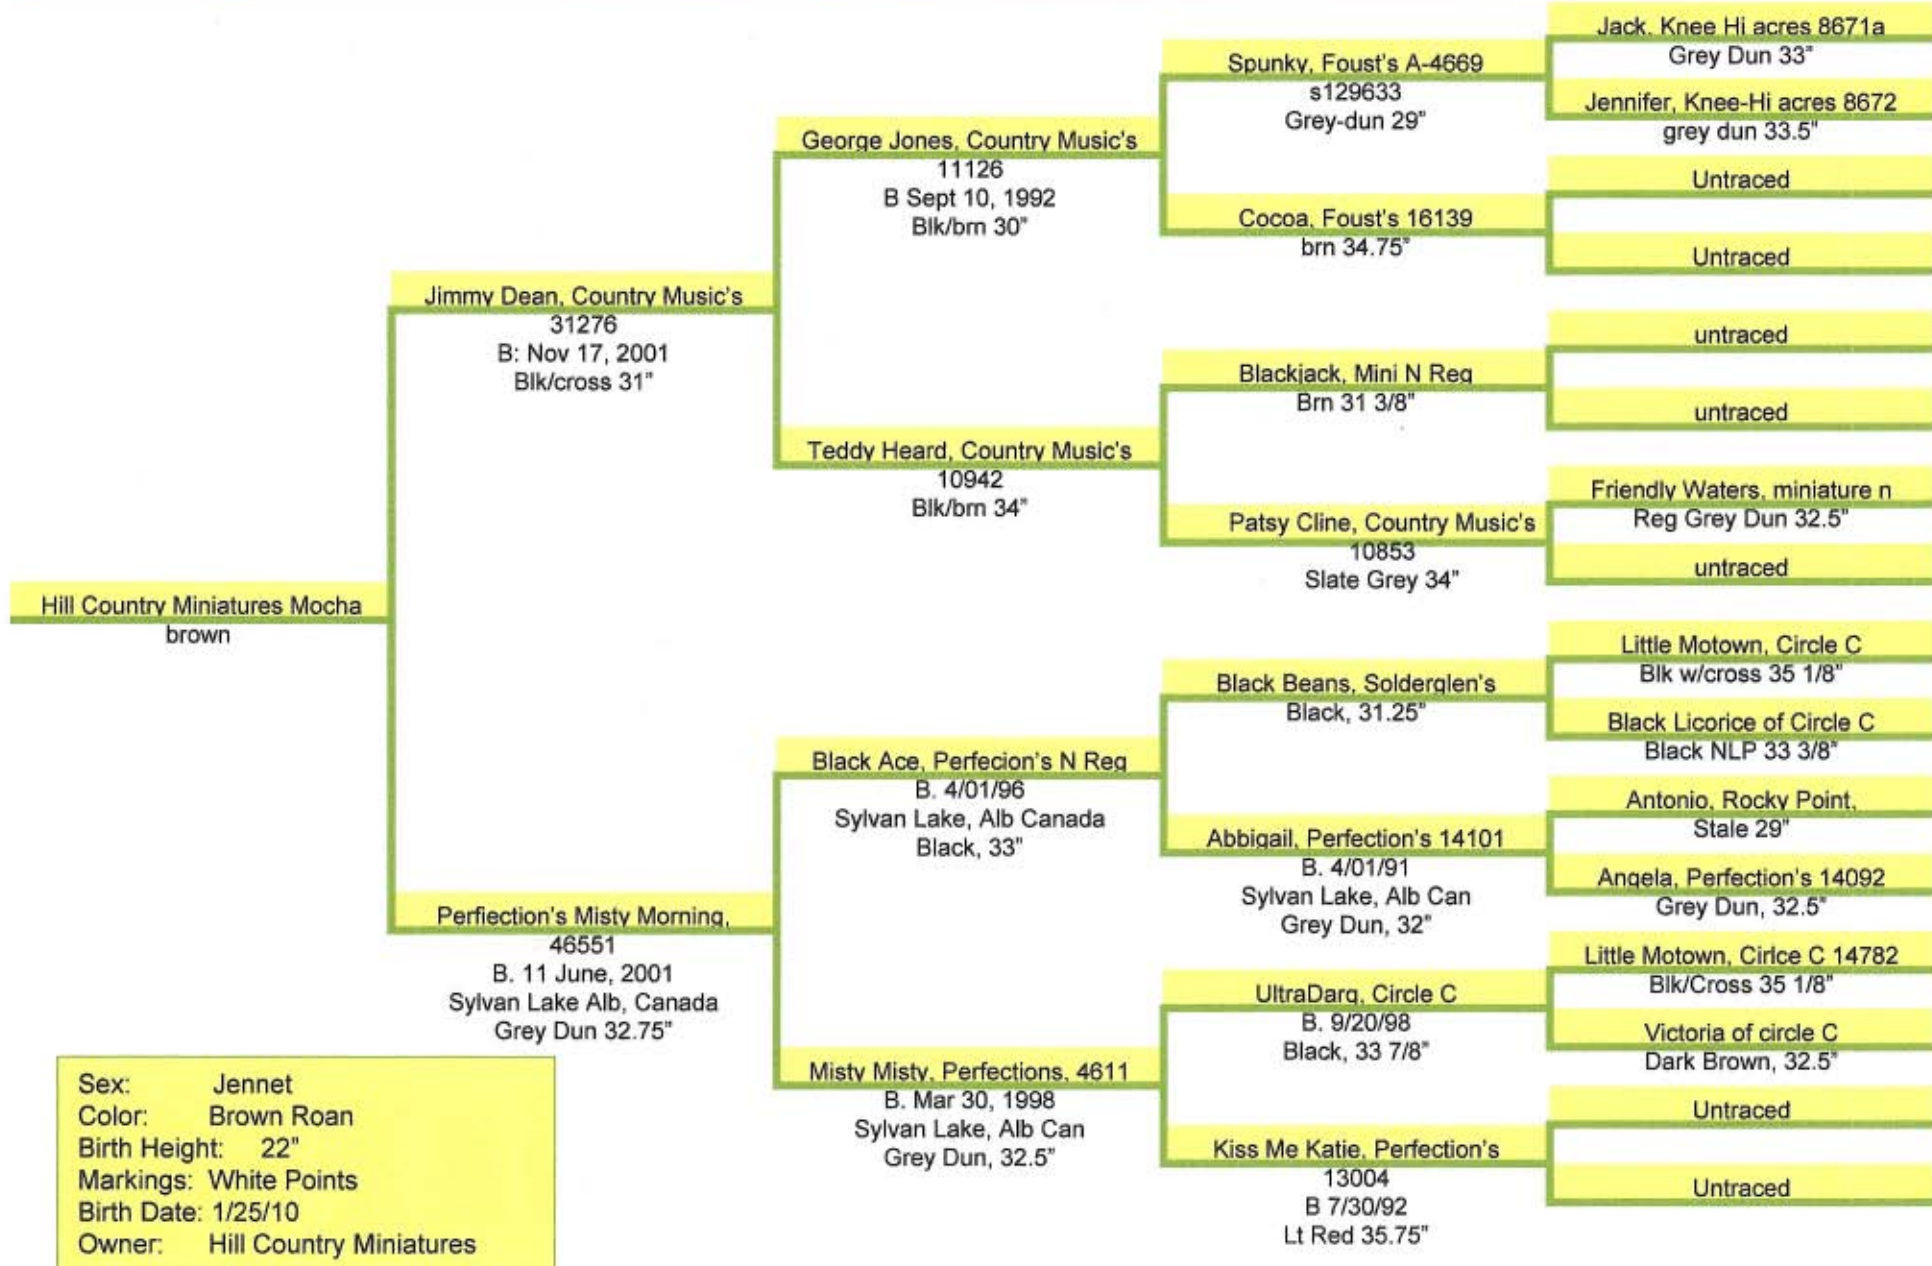 Hill Country Miniatures Mocha
brown
Jimmy Dean, Country Music's
31276
B: Nov 17, 2001
Blk/cross 31"
Perfiection's Misty Morning,
46551
B. 11 June, 2001
Sylvan Lake Alb, Canada
Grey Dun 32.75"
George Jones, Country Music's
11126
B Sept 10, 1992
Blk/brn 30"
Teddy Heard, Country Music's
10942
Blk/brn 34"
Black Ace, Perfecion's N Reg
B. 4/01/96
Sylvan Lake, Alb Canada
Black, 33"
Misty Misty, Perfections, 4611
B. Mar 30, 1998
Sylvan Lake, Alb Can
Grey Dun, 32.5"
Spunky, Foust's A-4669
s129633
Grey-dun 29"
Cocoa, Foust's 16139
brn 34.75"
Blackjack, Mini N Reg
Brn 31 3/8"
Patsy Cline, Country Music's
10853
Slate Grey 34"
Black Beans, Solderglen's
Black, 31.25"
Abbigail, Perfection's 14101
B. 4/01/91
Sylvan Lake, Alb Can
Grey Dun, 32"
UltraDarq, Circle C
B. 9/20/98
Black, 33 7/8"
Kiss Me Katie, Perfection's
13004
B 7/30/92
Lt Red 35.75"
Jack, Knee Hi acres 8671a
Grey Dun 33"
Jennifer, Knee-Hi acres 8672
grey dun 33.5"
Untraced
Untraced
untraced
untraced
Friendly Waters, miniature n
Reg Grey Dun 32.5"
untraced
Little Motown, Circle C
Blk w/cross 35 1/8"
Black Licorice of Circle C
Black NLP 33 3/8"
Antonio, Rocky Point,
Stale 29"
Angela, Perfection's 14092
Grey Dun, 32.5"
Little Motown, Cirlce C 14782
Blk/Cross 35 1/8"
Victoria of circle C
Dark Brown, 32.5"
Untraced
Untraced
Sex: Jennet
Color: Brown Roan
Birth Height: 22"
Markings: White Points
Birth Date: 1/25/10
Owner: Hill Country Miniatures